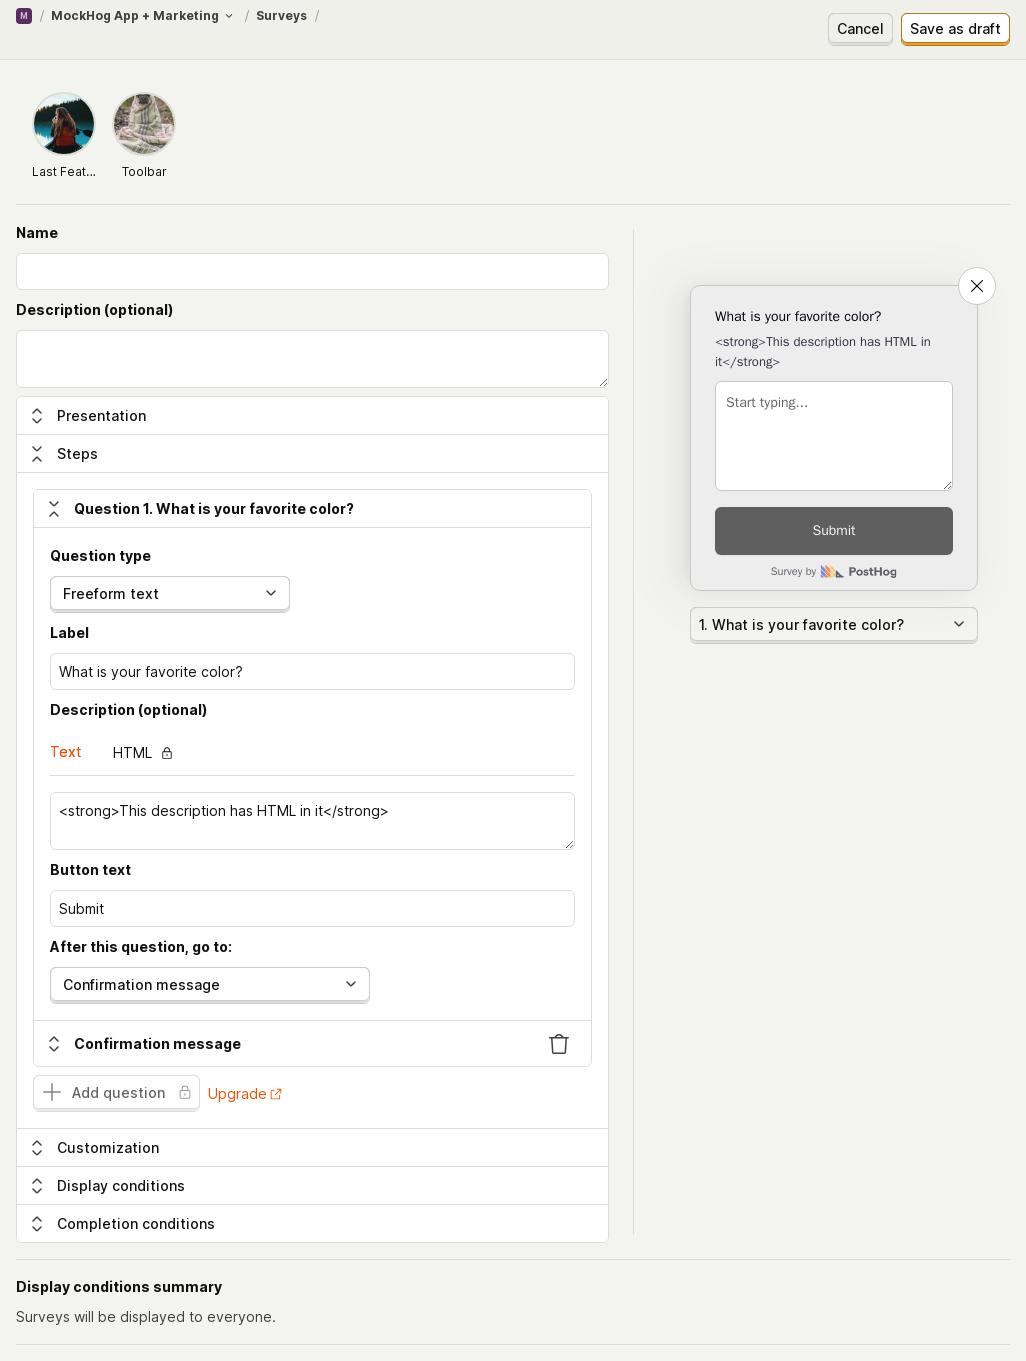 M / MockHog App + Marketing / Surveys /
Cancel
Save as draft
Last Feat...
Toolbar
Name
Description (optional)
Presentation
Steps
Question 1. What is your favorite color?
Question type
Freeform text
Label
What is your favorite color?
Description (optional)
Text
HTML
<strong>This description has HTML in it</strong>
Button text
Submit
After this question, go to:
Confirmation message
Confirmation message
Add question
Upgrade
Customization
Display conditions
Completion conditions
What is your favorite color?
<strong>This description has HTML in
it</strong>
Start typing...
Submit
Survey by PostHog
1. What is your favorite color?
Display conditions summary
Surveys will be displayed to everyone.